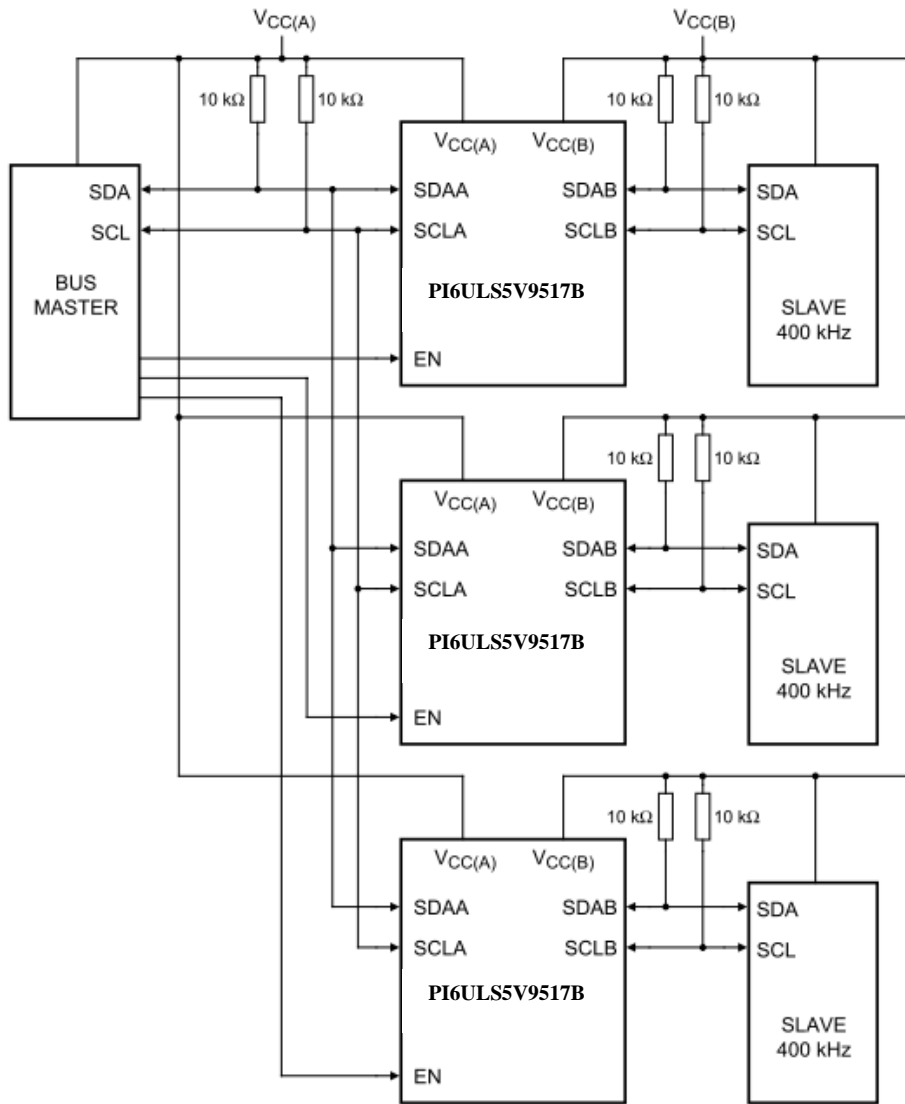 VCC(A) VCC(B)
10 kΩ 10 kΩ 10 kΩ 10 kΩ
VCC(A) VCC(B)
SDA SDAA SDAB SDA
SCL SCLA SCLB SCL
BUS
MASTER
PI6ULS5V9517B
SLAVE
400 kHz
EN
10 kΩ 10 kΩ
VCC(A) VCC(B)
SDAA SDAB SDA
SCLA SCLB SCL
PI6ULS5V9517B
SLAVE
400 kHz
EN
10 kΩ 10 kΩ
VCC(A) VCC(B)
SDAA SDAB SDA
SCLA SCLB SCL
PI6ULS5V9517B
SLAVE
400 kHz
EN